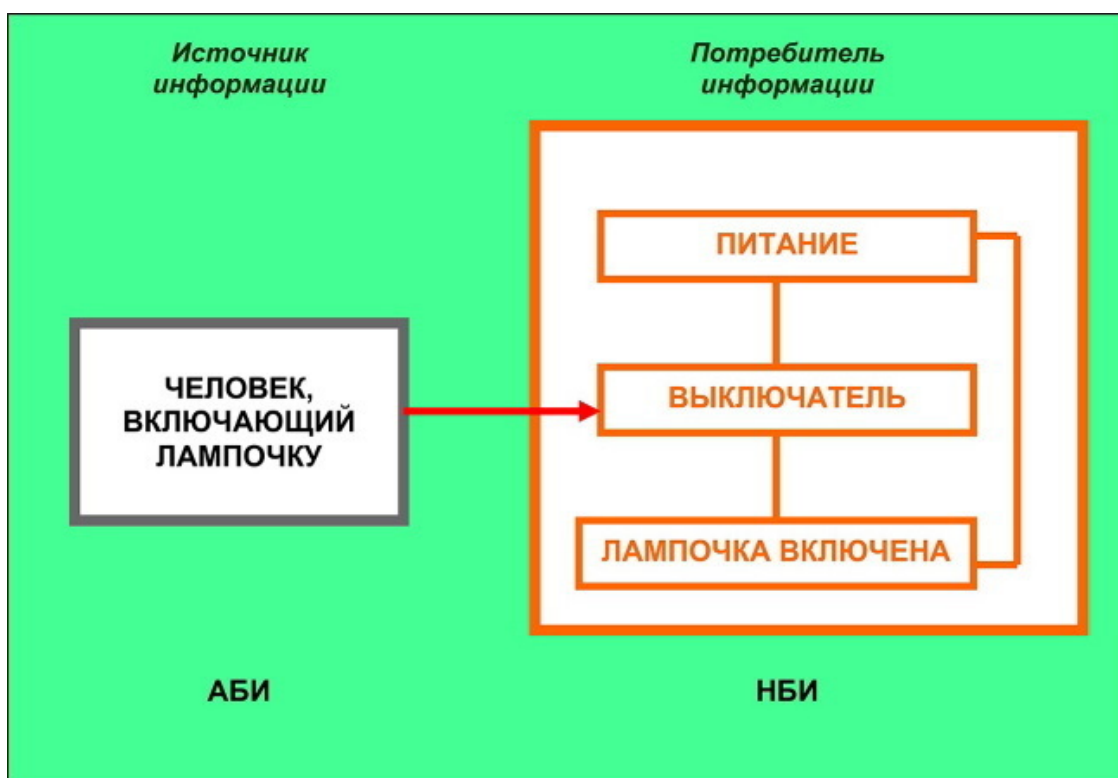 Источник
информации
Потребитель
информации
ПИТАНИЕ
ЧЕЛОВЕК,
ВКЛЮЧАЮЩИЙ
ЛАМПОЧКУ
ВЫКЛЮЧАТЕЛЬ
ЛАМПОЧКА ВКЛЮЧЕНА
АБИ
НБИ